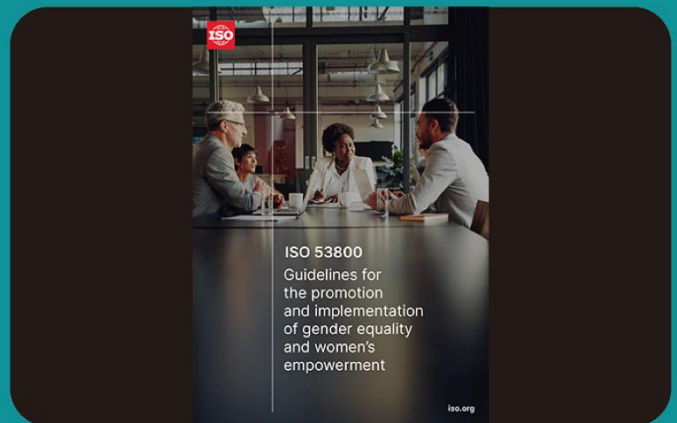 ISO
ISO 53800
Guidelines for
the promotion
and implementation
of gender equality
and women's
empowerment
iso.org